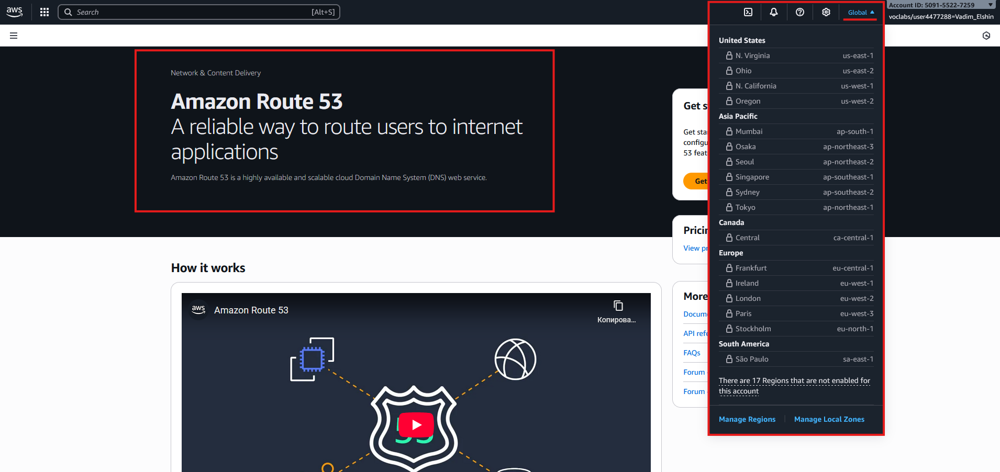 aws
Search [Alt+S]
Global
Account ID: 5091-5522-7259
voclabs/user4477288=Vadim_Elshin
Network & Content Delivery
Amazon Route 53
A reliable way to route users to internet
applications
Amazon Route 53 is a highly available and scalable cloud Domain Name System (DNS) web service.
How it works
aws
Amazon Route 53
Копирова...
Get s
Get sta
configu
53 feat
Get
Pricin
View pr
More
Docume
API refe
FAQs
Forum -
Forum -
United States
N. Virginia us-east-1
Ohio us-east-2
N. California us-west-1
Oregon us-west-2
Asia Pacific
Mumbai ap-south-1
Osaka ap-northeast-3
Seoul ap-northeast-2
Singapore ap-southeast-1
Sydney ap-southeast-2
Tokyo ap-northeast-1
Canada
Central ca-central-1
Europe
Frankfurt eu-central-1
Ireland eu-west-1
London eu-west-2
Paris eu-west-3
Stockholm eu-north-1
South America
São Paulo sa-east-1
There are 17 Regions that are not enabled for
this account
Manage Regions
Manage Local Zones